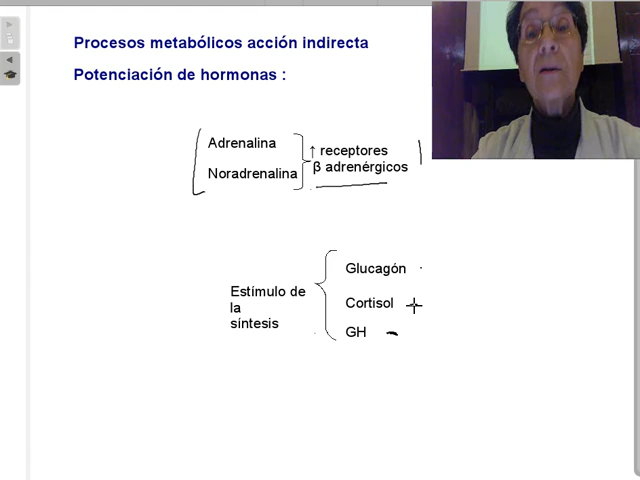 Procesos metabólicos acción indirecta
Potenciación de hormonas :
Adrenalina
Noradrenalina
↑ receptores
β adrenérgicos
Estímulo de
la
síntesis
Glucagón
Cortisol
GH